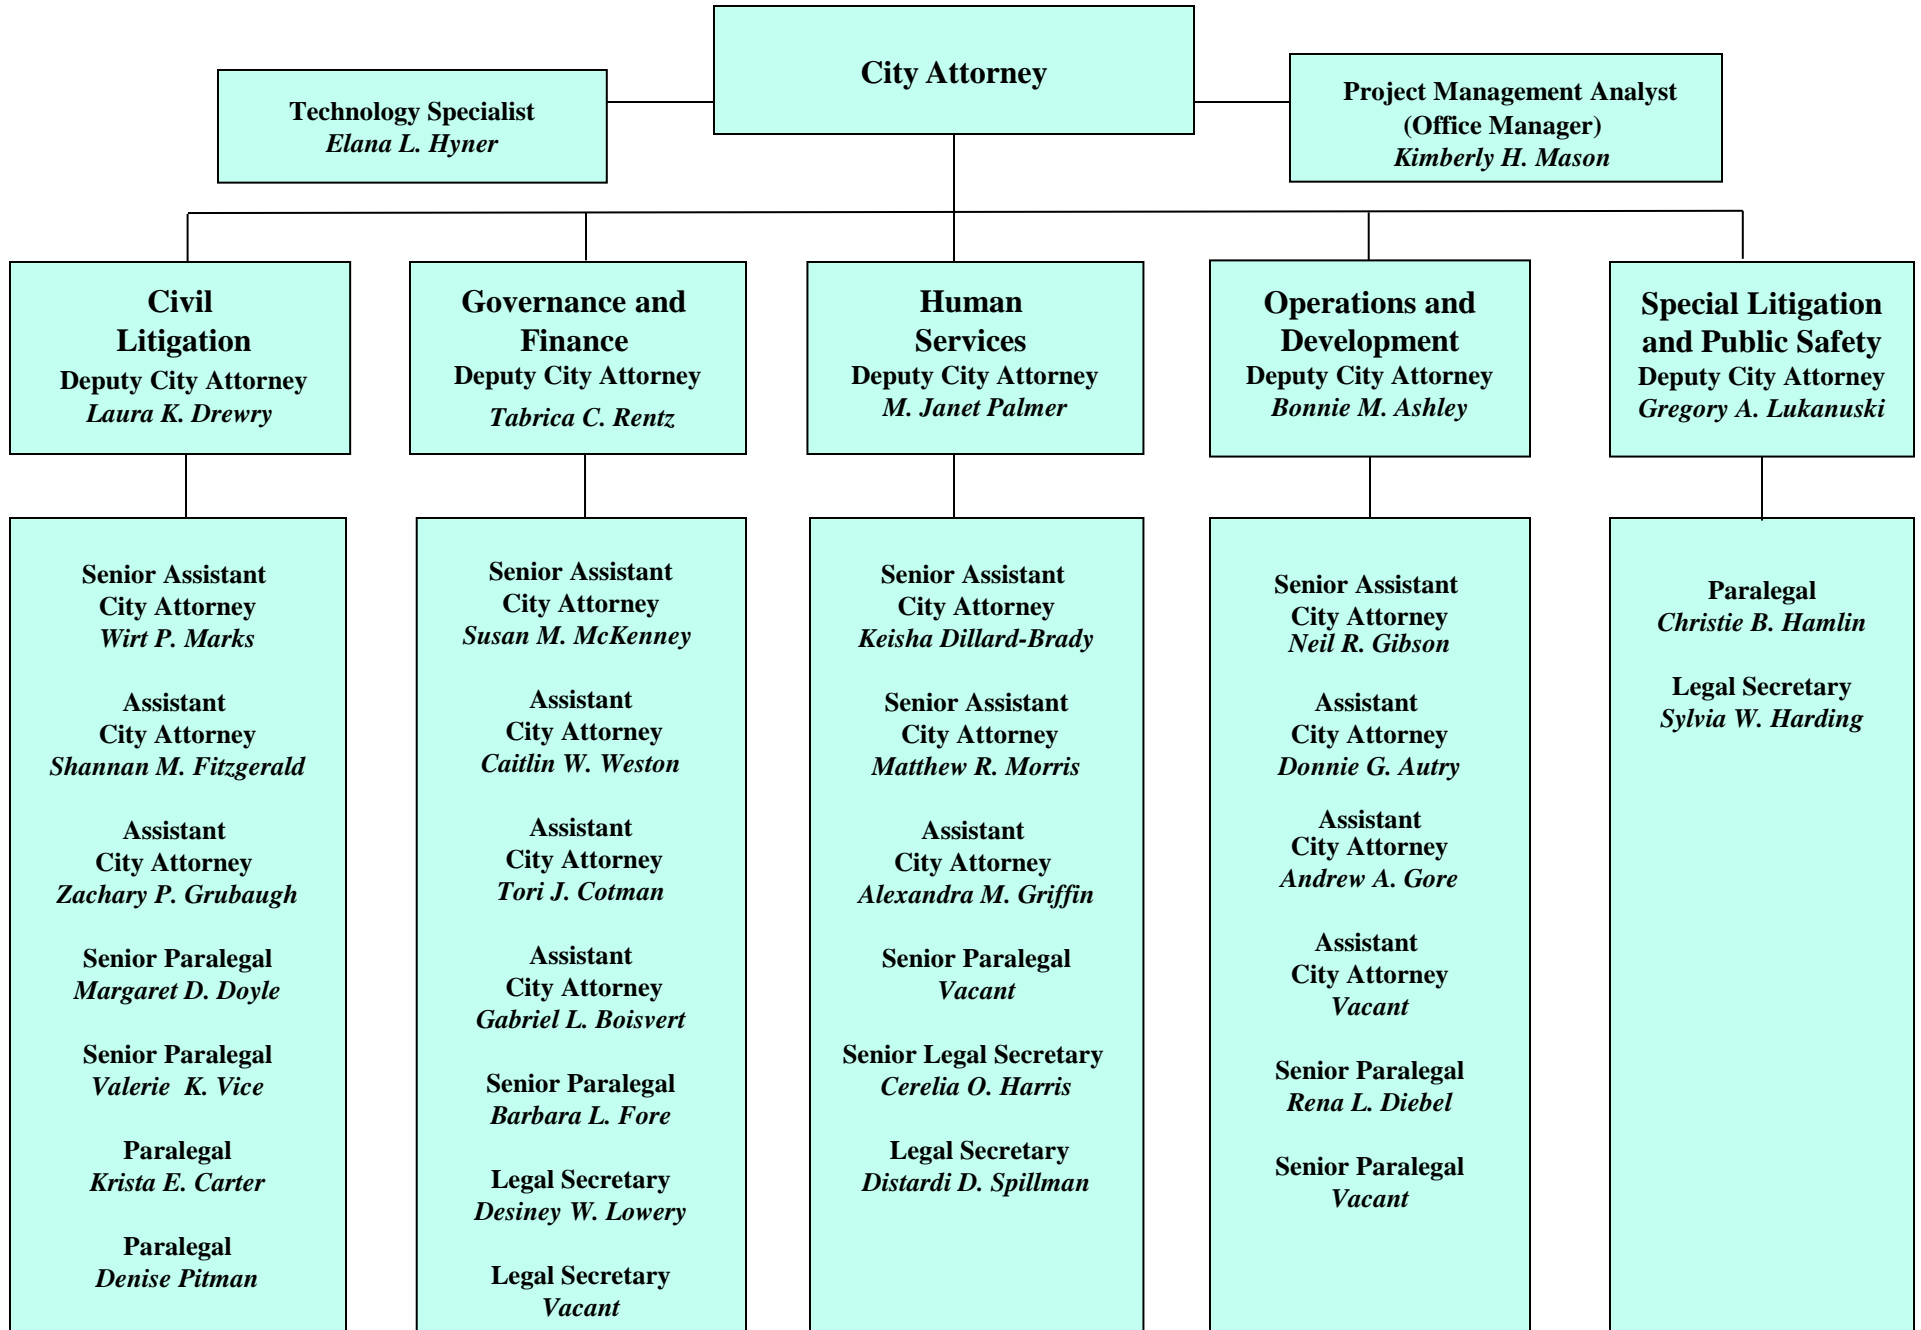 City Attorney
Technology Specialist
Elana L. Hyner
Project Management Analyst
(Office Manager)
Kimberly H. Mason
Civil
Litigation
Deputy City Attorney
Laura K. Drewry
Governance and
Finance
Deputy City Attorney
Tabrica C. Rentz
Human
Services
Deputy City Attorney
M. Janet Palmer
Operations and
Development
Deputy City Attorney
Bonnie M. Ashley
Special Litigation
and Public Safety
Deputy City Attorney
Gregory A. Lukanuski
Senior Assistant
City Attorney
Wirt P. Marks
Assistant
City Attorney
Shannan M. Fitzgerald
Assistant
City Attorney
Zachary P. Grubaugh
Senior Paralegal
Margaret D. Doyle
Senior Paralegal
Valerie  K. Vice
Paralegal
Krista E. Carter
Paralegal
Denise Pitman
Senior Assistant
City Attorney
Susan M. McKenney
Assistant
City Attorney
Caitlin W. Weston
Assistant
City Attorney
Tori J. Cotman
Assistant
City Attorney
Gabriel L. Boisvert
Senior Paralegal
Barbara L. Fore
Legal Secretary
Desiney W. Lowery
Legal Secretary
Vacant
Senior Assistant
City Attorney
Keisha Dillard-Brady
Senior Assistant
City Attorney
Matthew R. Morris
Assistant
City Attorney
Alexandra M. Griffin
Senior Paralegal
Vacant
Senior Legal Secretary
Cerelia O. Harris
Legal Secretary
Distardi D. Spillman
Senior Assistant
City Attorney
Neil R. Gibson
Assistant
City Attorney
Donnie G. Autry
Assistant
City Attorney
Andrew A. Gore
Assistant
City Attorney
Vacant
Senior Paralegal
Rena L. Diebel
Senior Paralegal
Vacant
Paralegal
Christie B. Hamlin
Legal Secretary
Sylvia W. Harding